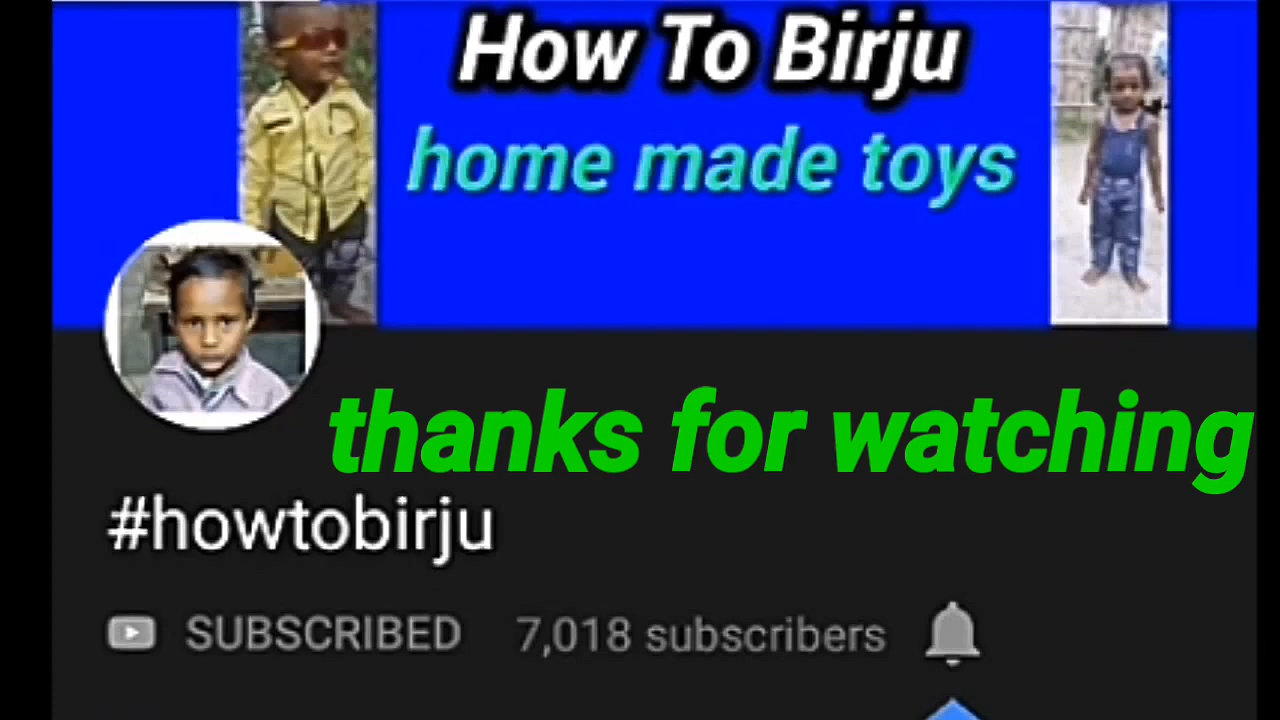 How To Birju
home made toys
thanks for watching
#howtobirju
SUBSCRIBED 7,018 subscribers